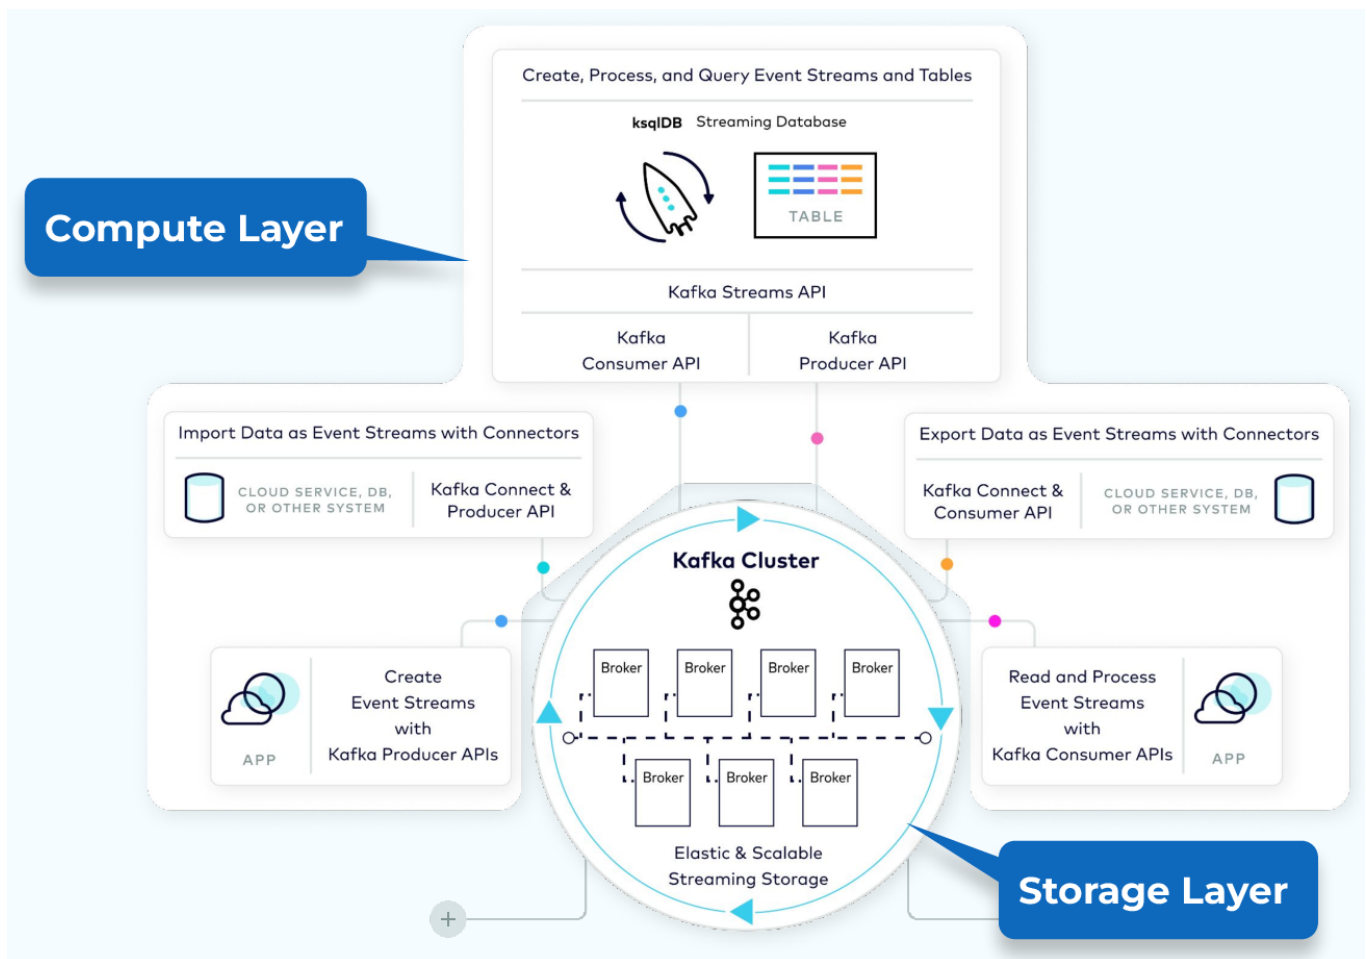 Create, Process, and Query Event Streams and Tables
ksqlDB Streaming Database
TABLE
Compute Layer
Kafka Streams API
Kafka
Consumer API
Kafka
Producer API
Import Data as Event Streams with Connectors
CLOUD SERVICE, DB,
OR OTHER SYSTEM
Kafka Connect &
Producer API
Export Data as Event Streams with Connectors
Kafka Connect &
Consumer API
CLOUD SERVICE, DB,
OR OTHER SYSTEM
Kafka Cluster
Broker
Broker
Broker
Broker
Broker
Broker
Broker
Elastic & Scalable
Streaming Storage
APP
Create
Event Streams
with
Kafka Producer APIs
Read and Process
Event Streams
with
Kafka Consumer APIs
APP
Storage Layer
+